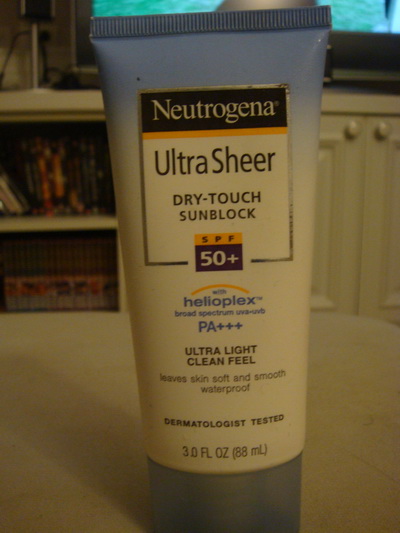 Neutrogena®
Ultra Sheer
DRY-TOUCH
SUNBLOCK
SPF
50+
with
helioplex™
broad spectrum uva-uvb
PA+++
ULTRA LIGHT
CLEAN FEEL
leaves skin soft and smooth
waterproof
DERMATOLOGIST TESTED
3.0 FL OZ (88 mL)